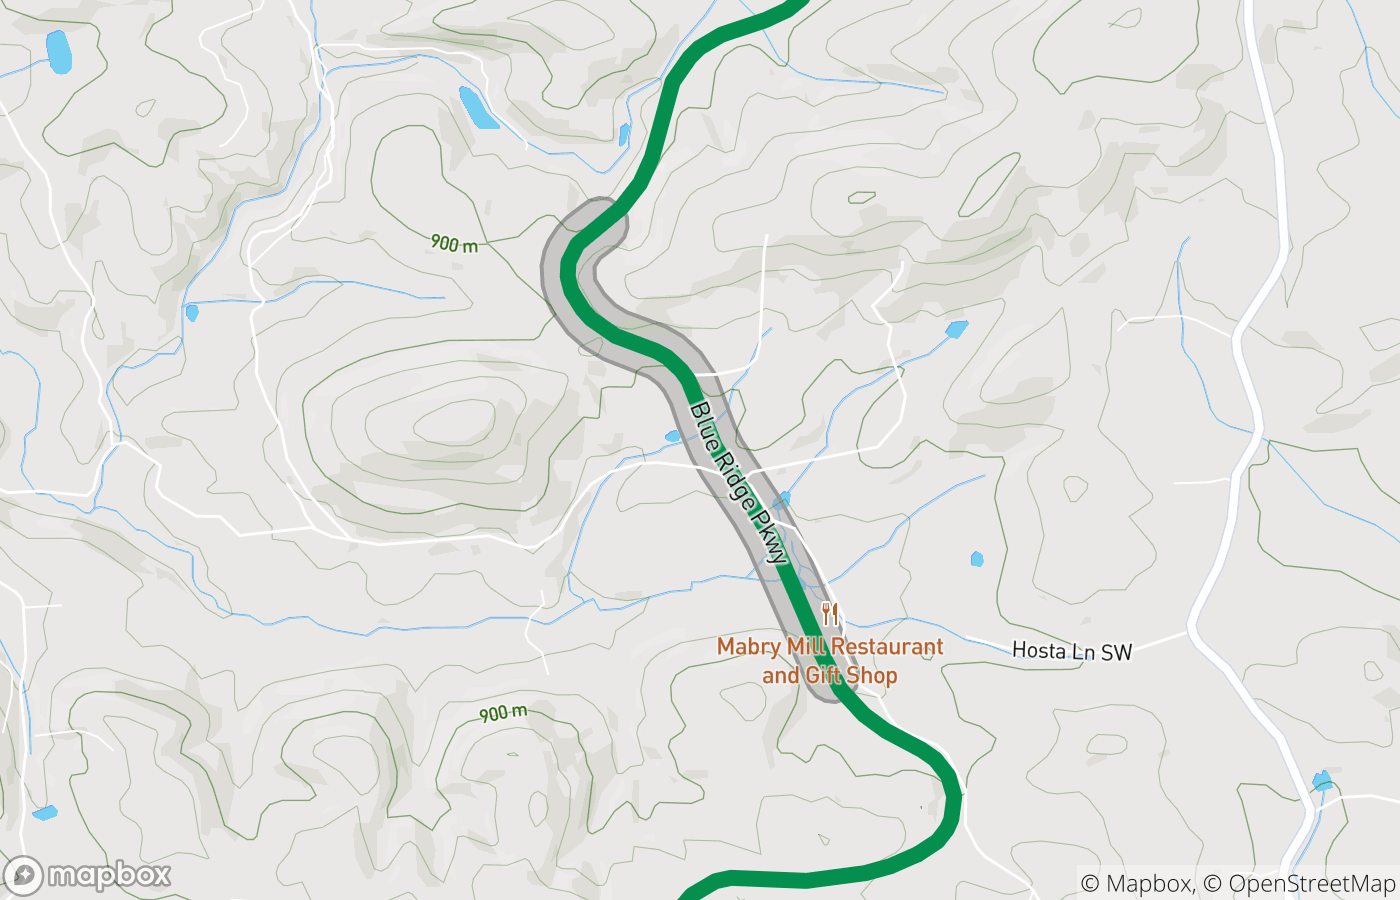 900 m
Blue Ridge Pkwy
Mabry Mill Restaurant
and Gift Shop
Hosta Ln SW
900 m
mapbox
© Mapbox, © OpenStreetMap